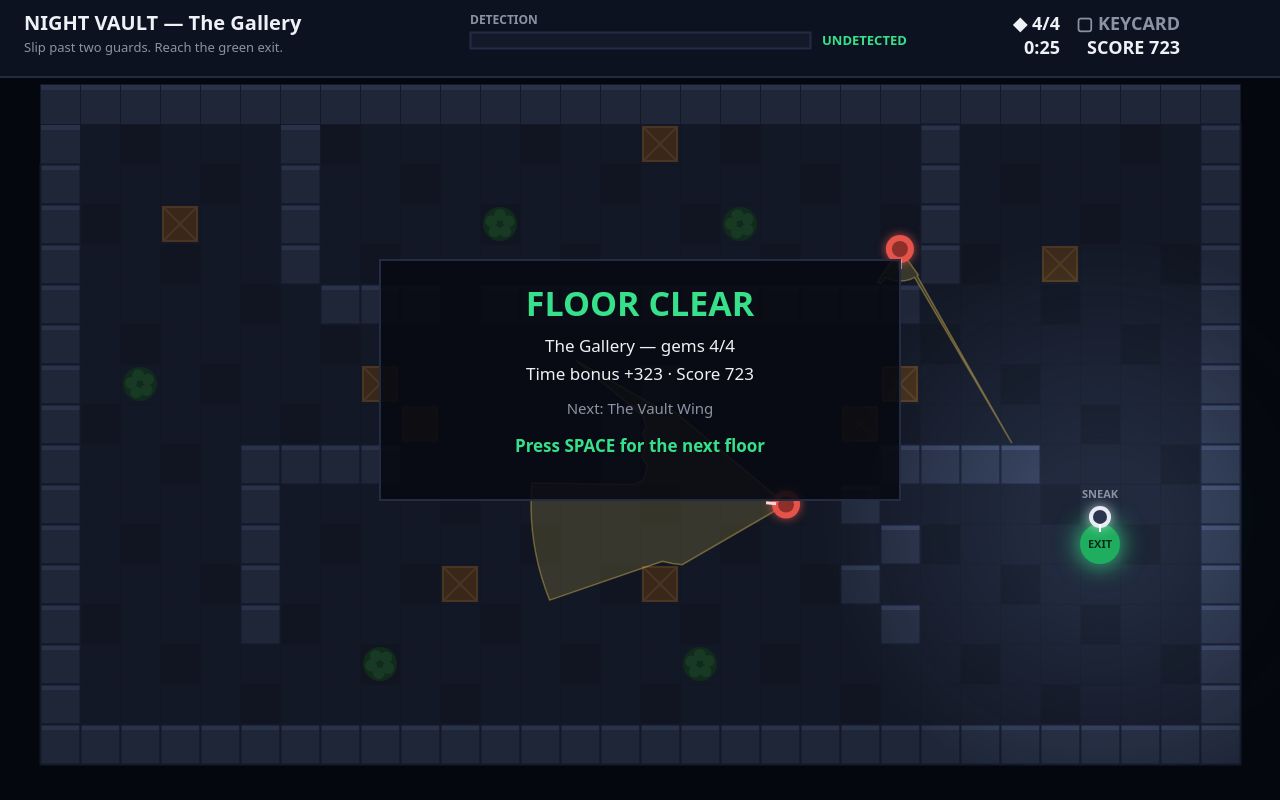 NIGHT VAULT — The Gallery
Slip past two guards. Reach the green exit.
DETECTION
UNDETECTED
◆ 4/4 ▢ KEYCARD
0:25 SCORE 723
FLOOR CLEAR
The Gallery — gems 4/4
Time bonus +323 · Score 723
Next: The Vault Wing
Press SPACE for the next floor
SNEAK
EXIT